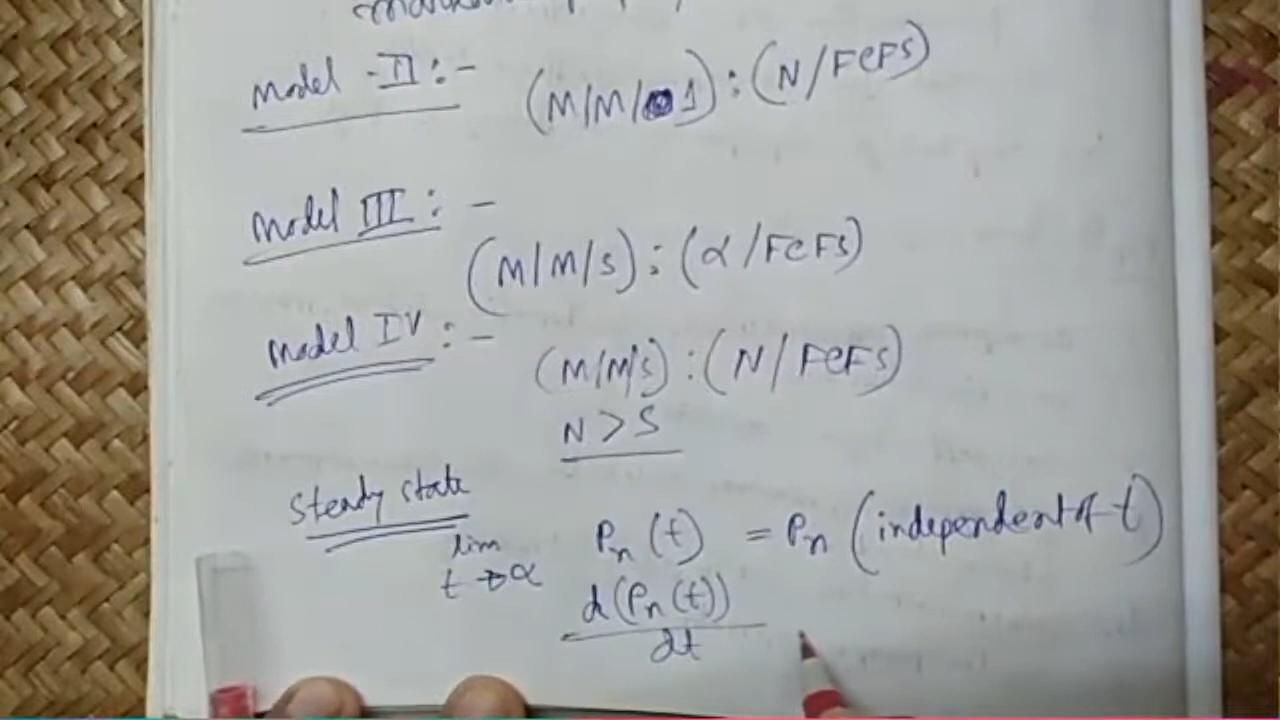 Model -II :- (M/M/1) : (N/FCFS)
Model III :-
(M/M/S) : (α/FCFS)
Model IV :- (M/M/S) : (N/FCFS)
N > S
Steady state
lim t→α Pn(t) = Pn (independent of t)
d(Pn(t))
dt